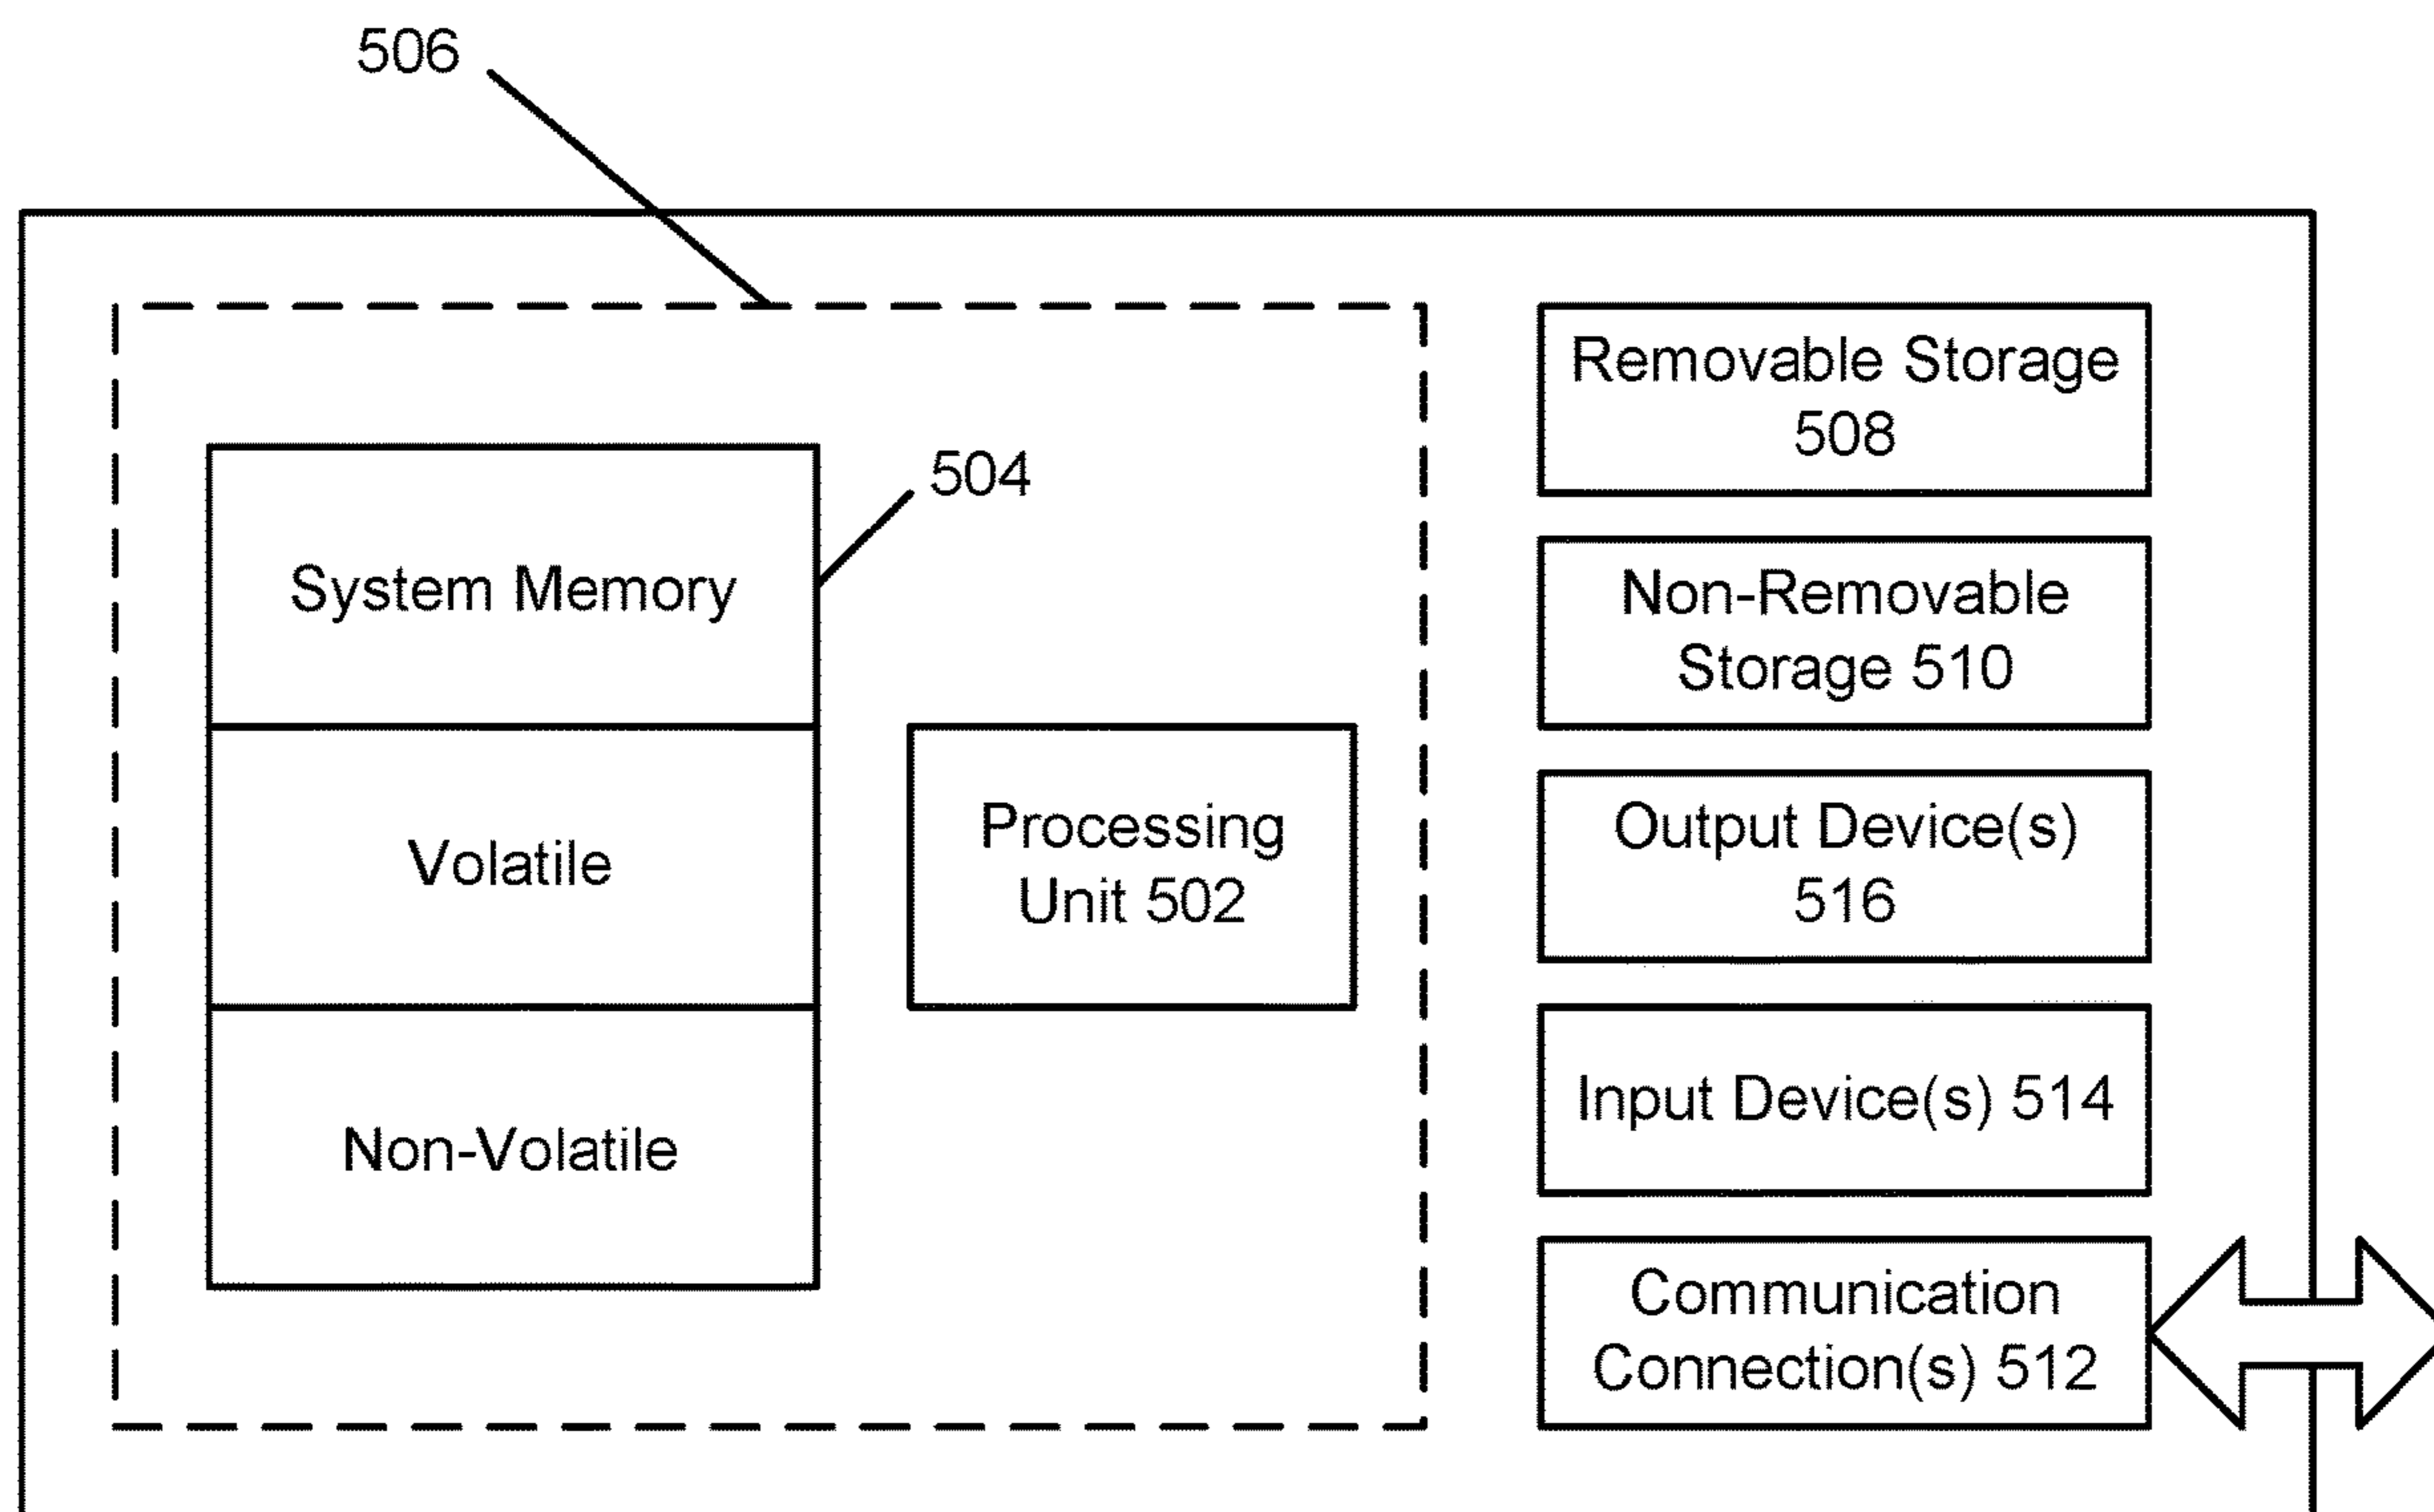 506
504
System Memory
Volatile
Non-Volatile
Processing
Unit 502
Removable Storage
508
Non-Removable
Storage 510
Output Device(s)
516
Input Device(s) 514
Communication
Connection(s) 512